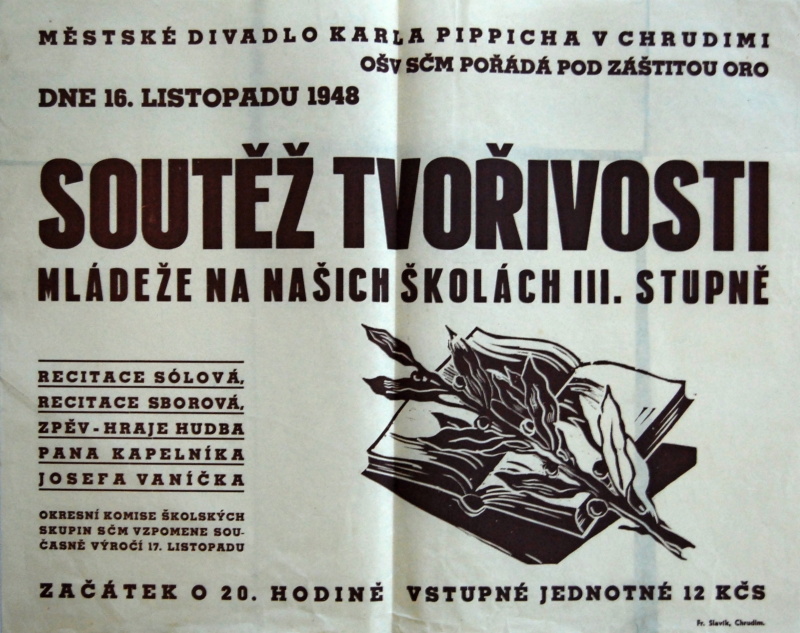 MĚSTSKÉ DIVADLO KARLA PIPPICHA V CHRUDIMI
OŠV SČM POŘÁDÁ POD ZÁŠTITOU ORO
DNE 16. LISTOPADU 1948
SOUTĚŽ TVOŘIVOSTI
MLÁDEŽE NA NAŠICH ŠKOLÁCH III. STUPNĚ
RECITACE SÓLOVÁ,
RECITACE SBOROVÁ,
ZPĚV-HRAJE HUDBA
PANA KAPELNÍKA
JOSEFA VANÍČKA
OKRESNÍ KOMISE ŠKOLSKÝCH
SKUPIN SČM VZPOMENE SOU-
ČASNĚ VÝROČÍ 17. LISTOPADU
ZAČÁTEK O 20. HODINĚ VSTUPNÉ JEDNOTNÉ 12 KČS
Fr. Slavík, Chrudim.